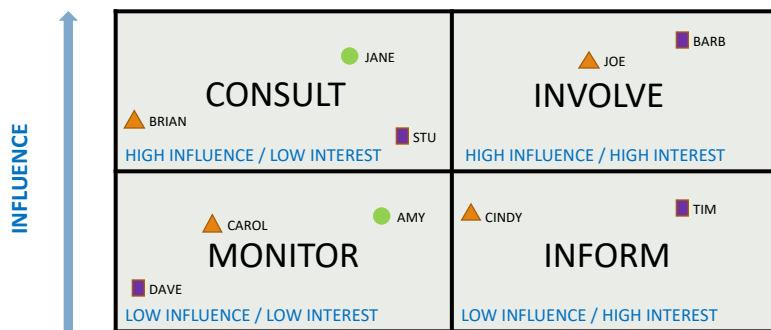 INFLUENCE
BARB
JANE
JOE
CONSULT
INVOLVE
BRIAN
STU
HIGH INFLUENCE / LOW INTEREST
HIGH INFLUENCE / HIGH INTEREST
CAROL
AMY
CINDY
TIM
MONITOR
INFORM
DAVE
LOW INFLUENCE / LOW INTEREST
LOW INFLUENCE / HIGH INTEREST